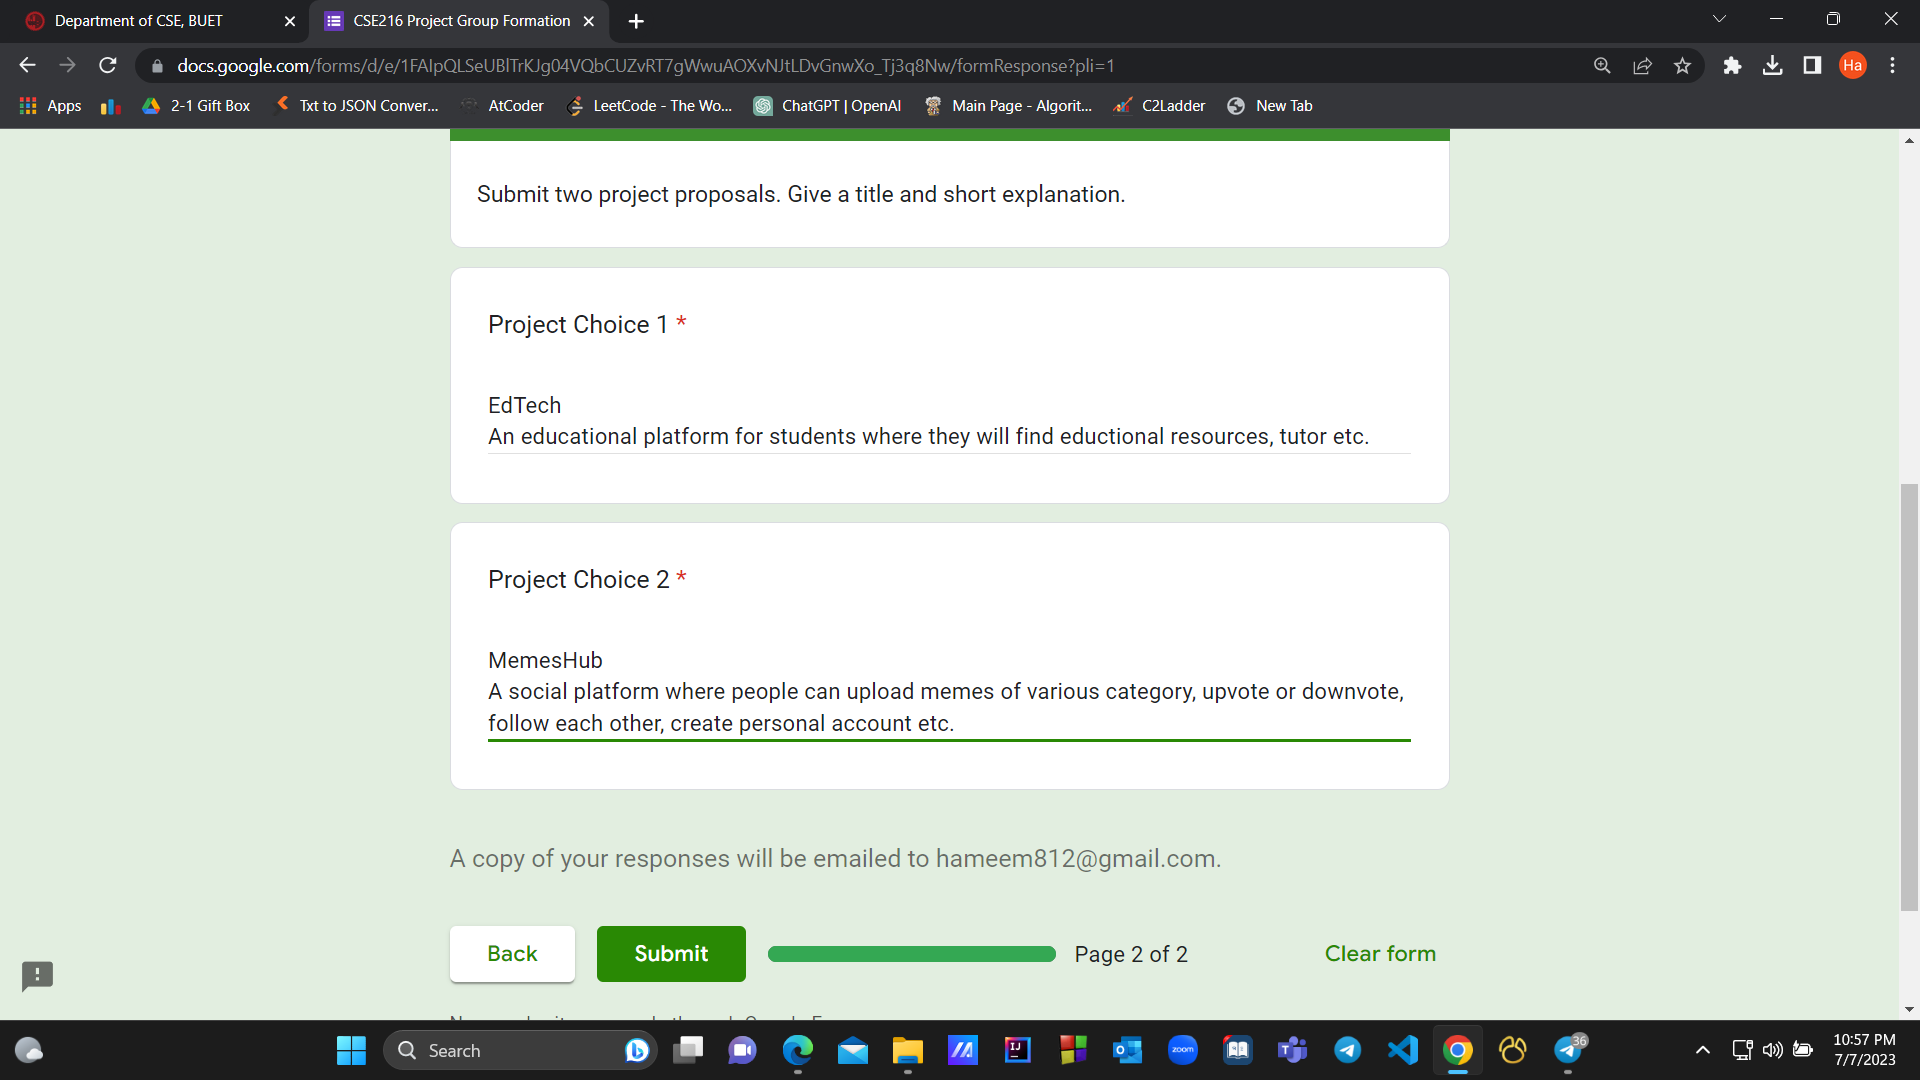 Department of CSE, BUET
CSE216 Project Group Formation
docs.google.com/forms/d/e/1FAIpQLSeUBlTrKJg04VQbCUZvRT7gWwuAOXvNJtLDvGnwXo_Tj3q8Nw/formResponse?pli=1
Ha
Apps
2-1 Gift Box
Txt to JSON Conver...
AtCoder
LeetCode - The Wo...
ChatGPT | OpenAI
Main Page - Algorit...
C2Ladder
New Tab
Submit two project proposals. Give a title and short explanation.
Project Choice 1 *
EdTech
An educational platform for students where they will find eductional resources, tutor etc.
Project Choice 2 *
MemesHub
A social platform where people can upload memes of various category, upvote or downvote,
follow each other, create personal account etc.
A copy of your responses will be emailed to hameem812@gmail.com.
Back
Submit
Page 2 of 2
Clear form
Search
IJ
zoom
36
10:57 PM
7/7/2023